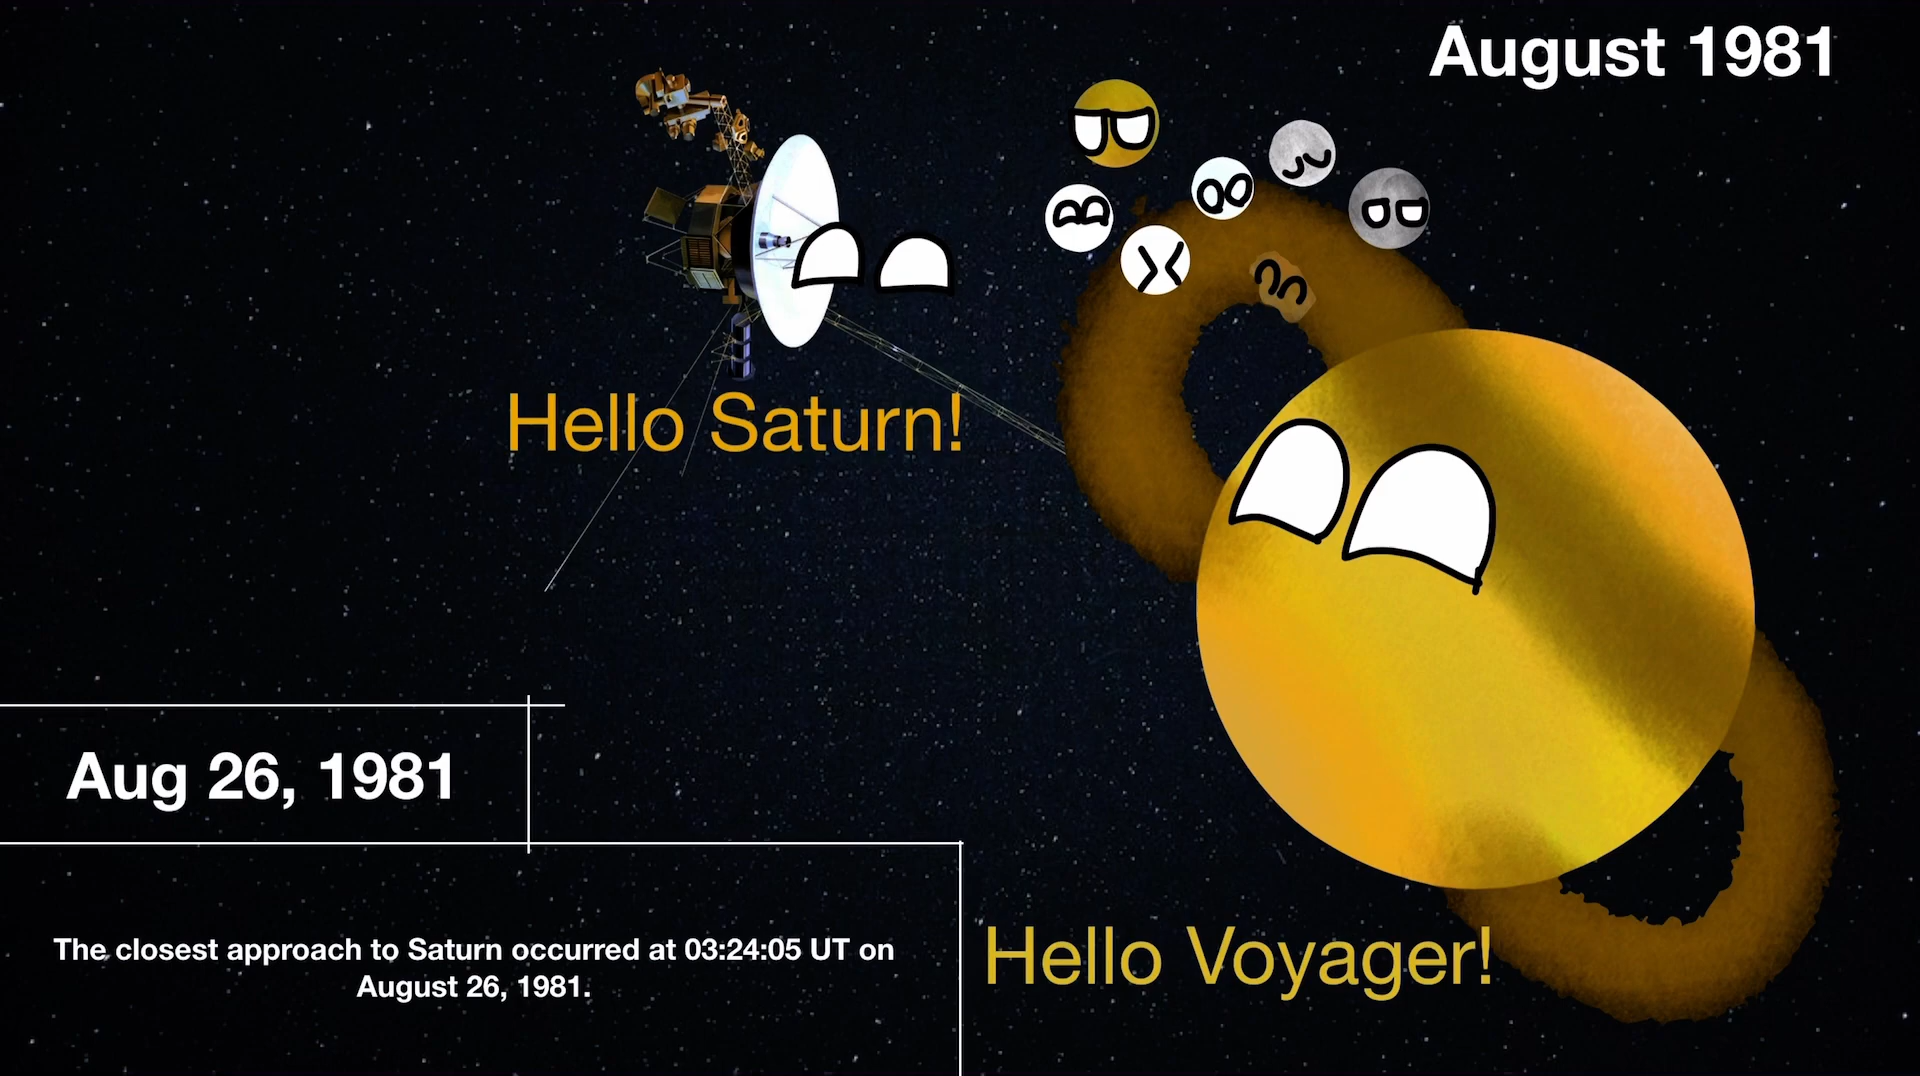 August 1981
Hello Saturn!
Aug 26, 1981
The closest approach to Saturn occurred at 03:24:05 UT on
August 26, 1981.
Hello Voyager!